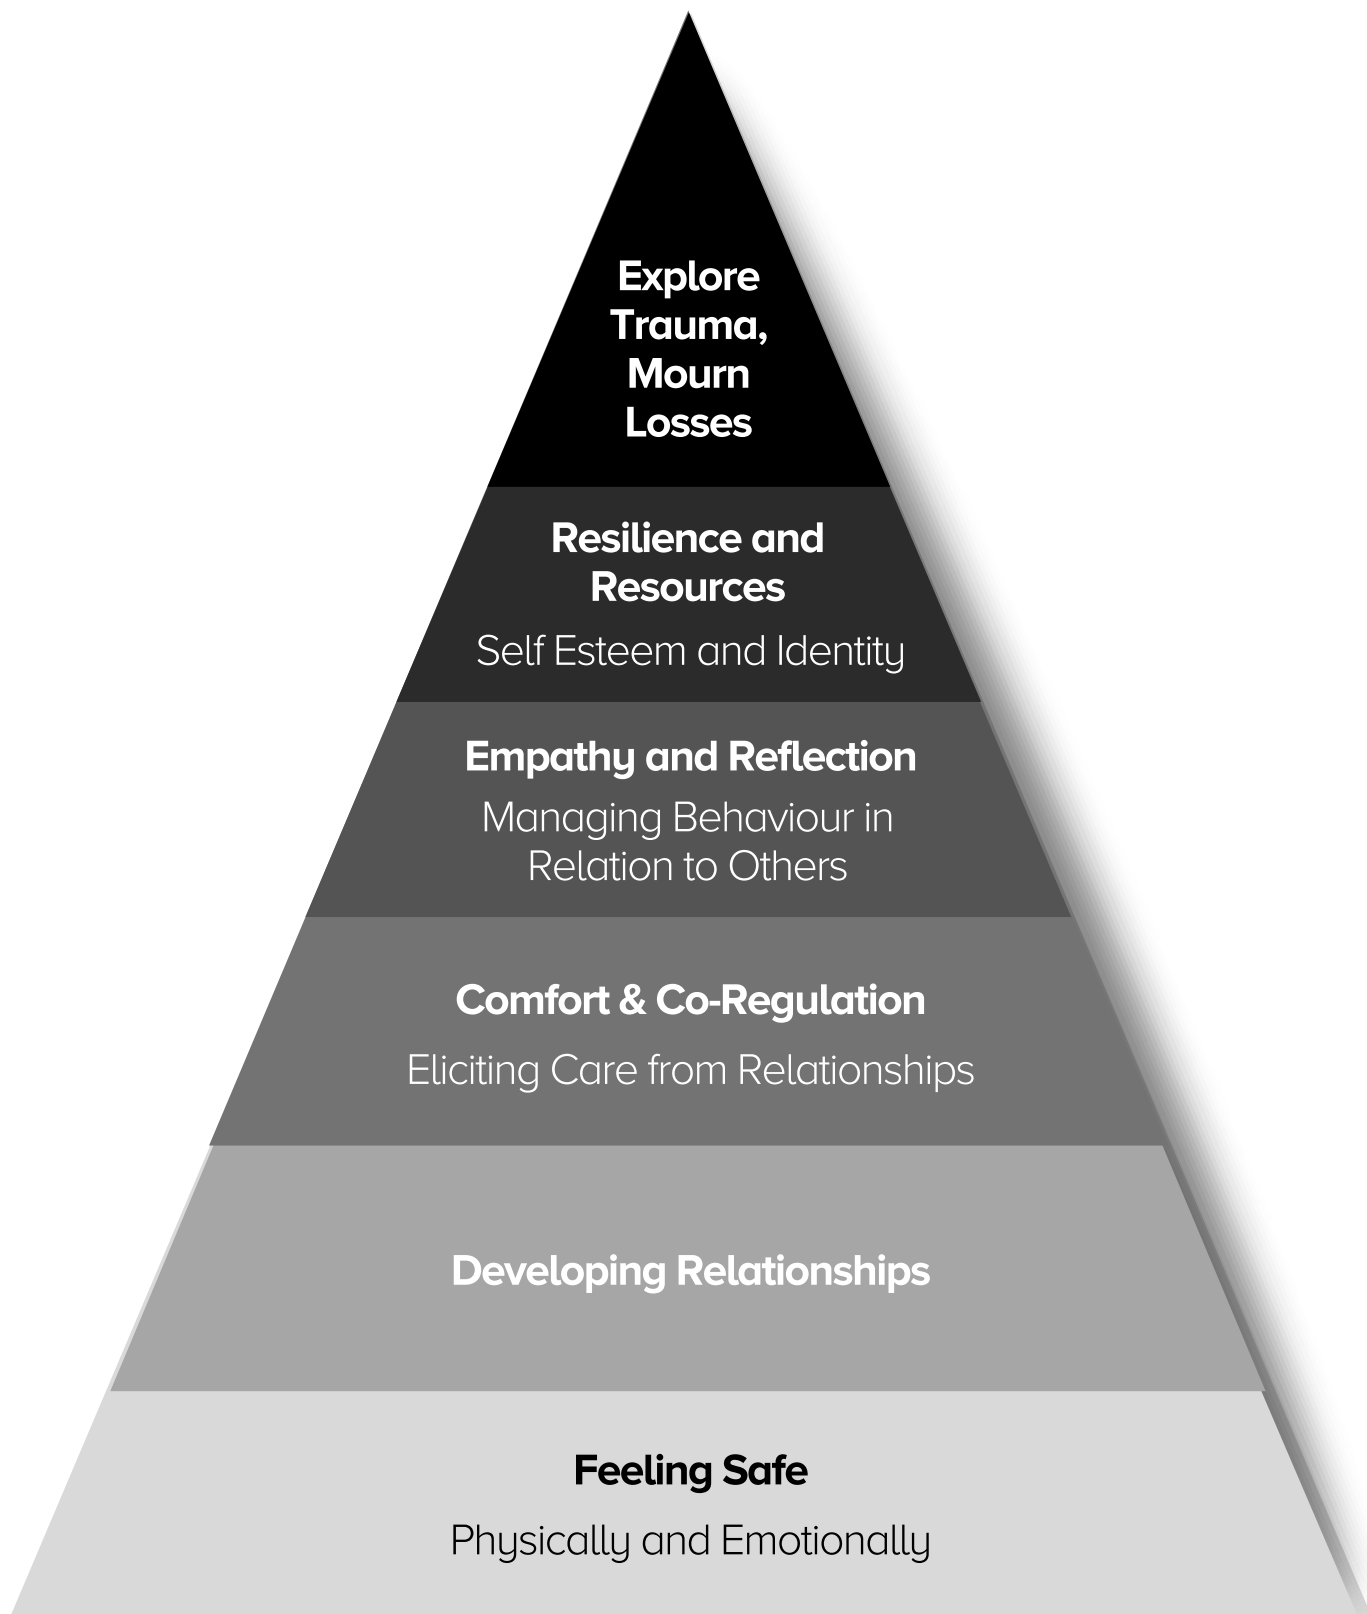 Explore
Trauma,
Mourn
Losses
Resilience and
Resources
Self Esteem and Identity
Empathy and Reflection
Managing Behaviour in
Relation to Others
Comfort & Co-Regulation
Eliciting Care from Relationships
Developing Relationships
Feeling Safe
Physically and Emotionally